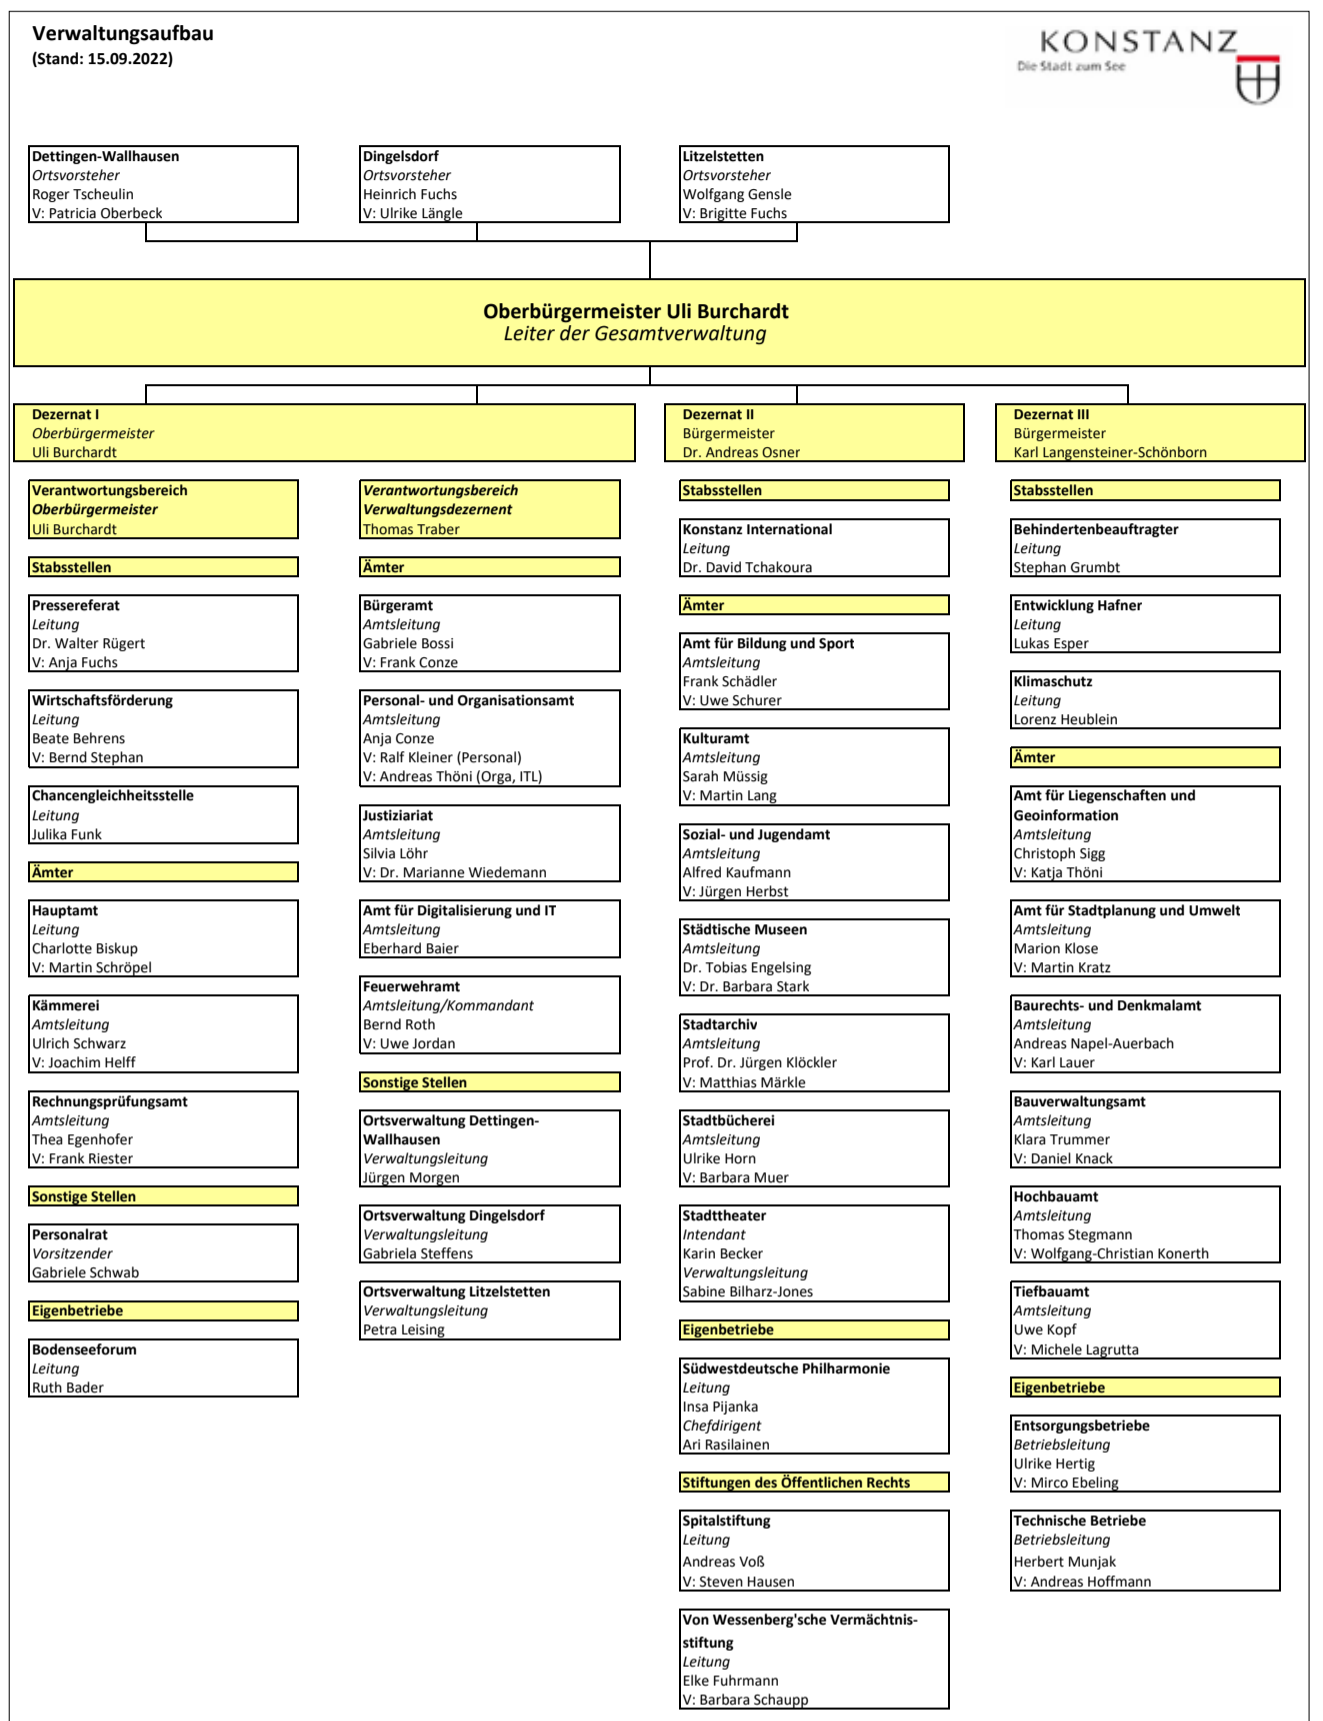 Verwaltungsaufbau
(Stand: 15.09.2022)
KONSTANZ
Die Stadt zum See
Dettingen-Wallhausen
Ortsvorsteher
Roger Tscheulin
V: Patricia Oberbeck
Dingelsdorf
Ortsvorsteher
Heinrich Fuchs
V: Ulrike Längle
Litzelstetten
Ortsvorsteher
Wolfgang Gensle
V: Brigitte Fuchs
Oberbürgermeister Uli Burchardt
Leiter der Gesamtverwaltung
Dezernat I
Oberbürgermeister
Uli Burchardt
Dezernat II
Bürgermeister
Dr. Andreas Osner
Dezernat III
Bürgermeister
Karl Langensteiner-Schönborn
Verantwortungsbereich
Oberbürgermeister
Uli Burchardt
Stabsstellen
Pressereferat
Leitung
Dr. Walter Rügert
V: Anja Fuchs
Wirtschaftsförderung
Leitung
Beate Behrens
V: Bernd Stephan
Chancengleichheitsstelle
Leitung
Julika Funk
Ämter
Hauptamt
Leitung
Charlotte Biskup
V: Martin Schröpel
Kämmerei
Amtsleitung
Ulrich Schwarz
V: Joachim Helff
Rechnungsprüfungsamt
Amtsleitung
Thea Egenhofer
V: Frank Riester
Sonstige Stellen
Personalrat
Vorsitzender
Gabriele Schwab
Eigenbetriebe
Bodenseeforum
Leitung
Ruth Bader
Verantwortungsbereich
Verwaltungsdezernent
Thomas Traber
Ämter
Bürgeramt
Amtsleitung
Gabriele Bossi
V: Frank Conze
Personal- und Organisationsamt
Amtsleitung
Anja Conze
V: Ralf Kleiner (Personal)
V: Andreas Thöni (Orga, ITL)
Justiziariat
Amtsleitung
Silvia Löhr
V: Dr. Marianne Wiedemann
Amt für Digitalisierung und IT
Amtsleitung
Eberhard Baier
Feuerwehramt
Amtsleitung/Kommandant
Bernd Roth
V: Uwe Jordan
Sonstige Stellen
Ortsverwaltung Dettingen-
Wallhausen
Verwaltungsleitung
Jürgen Morgen
Ortsverwaltung Dingelsdorf
Verwaltungsleitung
Gabriela Steffens
Ortsverwaltung Litzelstetten
Verwaltungsleitung
Petra Leising
Stabsstellen
Konstanz International
Leitung
Dr. David Tchakoura
Ämter
Amt für Bildung und Sport
Amtsleitung
Frank Schädler
V: Uwe Schurer
Kulturamt
Amtsleitung
Sarah Müssig
V: Martin Lang
Sozial- und Jugendamt
Amtsleitung
Alfred Kaufmann
V: Jürgen Herbst
Städtische Museen
Amtsleitung
Dr. Tobias Engelsing
V: Dr. Barbara Stark
Stadtarchiv
Amtsleitung
Prof. Dr. Jürgen Klöckler
V: Matthias Märkle
Stadtbücherei
Amtsleitung
Ulrike Horn
V: Barbara Muer
Stadttheater
Intendant
Karin Becker
Verwaltungsleitung
Sabine Bilharz-Jones
Eigenbetriebe
Südwestdeutsche Philharmonie
Leitung
Insa Pijanka
Chefdirigent
Ari Rasilainen
Stiftungen des Öffentlichen Rechts
Spitalstiftung
Leitung
Andreas Voß
V: Steven Hausen
Von Wessenberg'sche Vermächtnis-
stiftung
Leitung
Elke Fuhrmann
V: Barbara Schaupp
Stabsstellen
Behindertenbeauftragter
Leitung
Stephan Grumbt
Entwicklung Hafner
Leitung
Lukas Esper
Klimaschutz
Leitung
Lorenz Heublein
Ämter
Amt für Liegenschaften und
Geoinformation
Amtsleitung
Christoph Sigg
V: Katja Thöni
Amt für Stadtplanung und Umwelt
Amtsleitung
Marion Klose
V: Martin Kratz
Baurechts- und Denkmalamt
Amtsleitung
Andreas Napel-Auerbach
V: Karl Lauer
Bauverwaltungsamt
Amtsleitung
Klara Trummer
V: Daniel Knack
Hochbauamt
Amtsleitung
Thomas Stegmann
V: Wolfgang-Christian Konerth
Tiefbauamt
Amtsleitung
Uwe Kopf
V: Michele Lagrutta
Eigenbetriebe
Entsorgungsbetriebe
Betriebsleitung
Ulrike Hertig
V: Mirco Ebeling
Technische Betriebe
Betriebsleitung
Herbert Munjak
V: Andreas Hoffmann